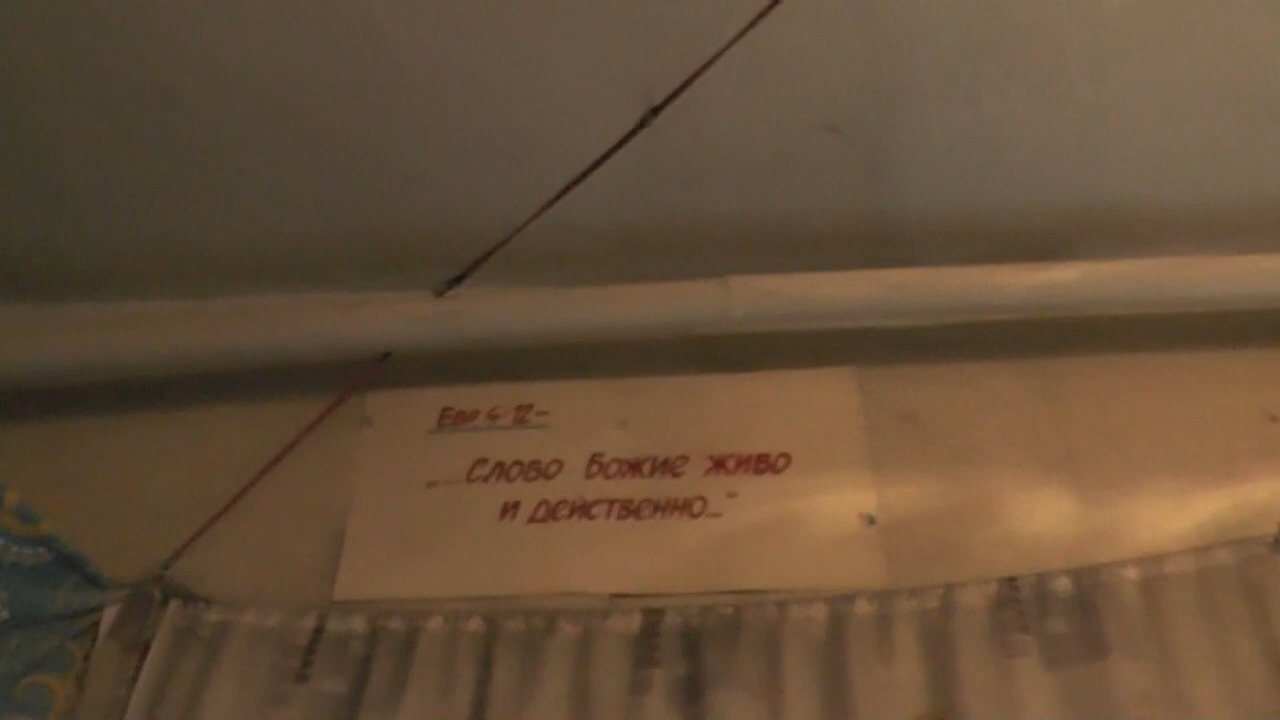 Евр 4 12–
„...Слово Божие живо
и действенно..."